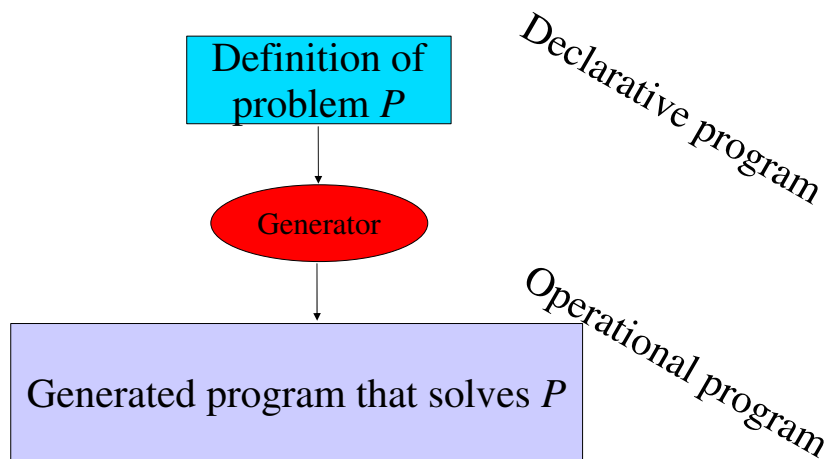 Definition of
problem P
Declarative program
Generator
Generated program that solves P
Operational program